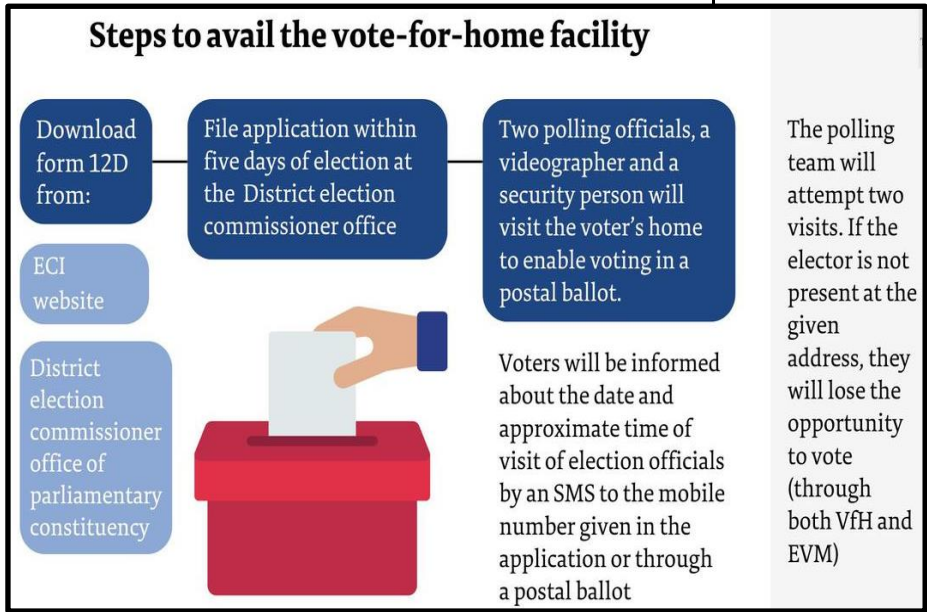 Steps to avail the vote-for-home facility
Download
form 12D
from:
ECI
website
District
election
commissioner
office of
parliamentary
constituency
File application within
five days of election at
the District election
commissioner office
Two polling officials, a
videographer and a
security person will
visit the voter’s home
to enable voting in a
postal ballot.
Voters will be informed
about the date and
approximate time of
visit of election officials
by an SMS to the mobile
number given in the
application or through
a postal ballot
The polling
team will
attempt two
visits. If the
elector is not
present at the
given
address, they
will lose the
opportunity
to vote
(through
both VfH and
EVM)